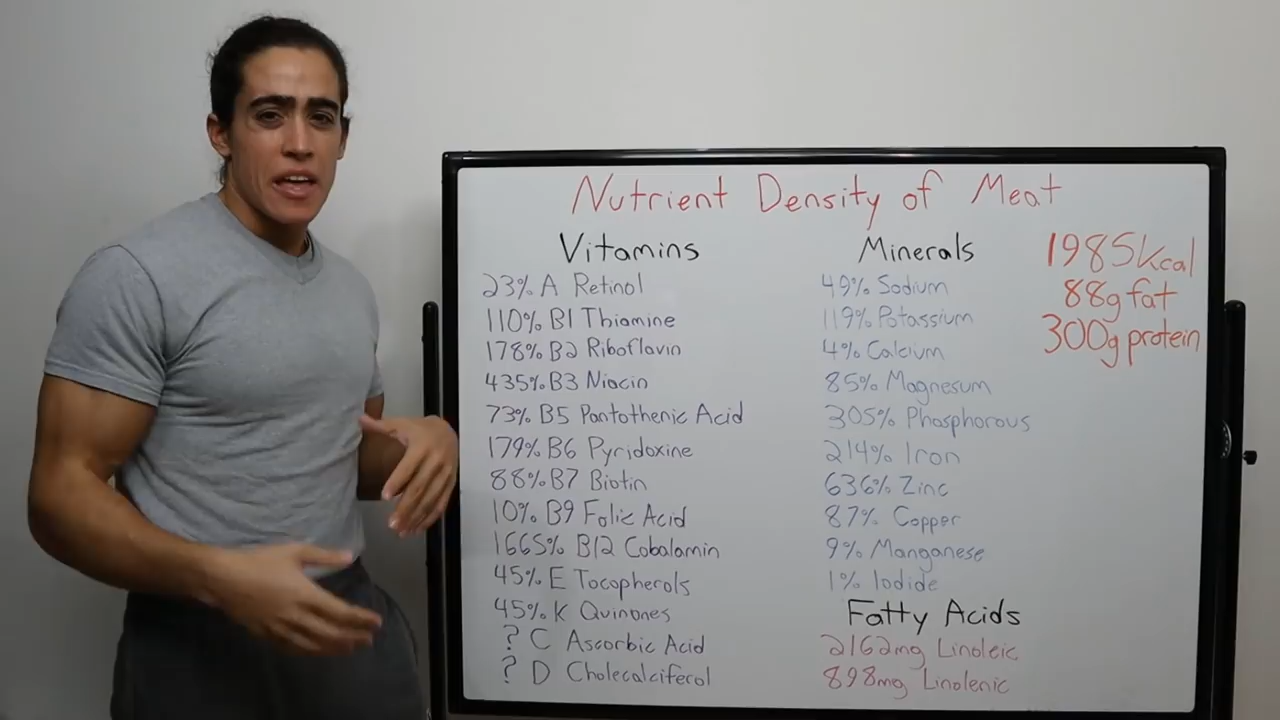 Nutrient Density of Meat
Vitamins
23% A Retinol
110% B1 Thiamine
178% B2 Riboflavin
435% B3 Niacin
73% B5 Pantothenic Acid
179% B6 Pyridoxine
88% B7 Biotin
10% B9 Folic Acid
1665% B12 Cobalamin
45% E Tocopherols
45% K Quinones
? C Ascorbic Acid
? D Cholecalciferol
Minerals
49% Sodium
119% Potassium
4% Calcium
85% Magnesum
305% Phosphorous
214% Iron
636% Zinc
87% Copper
9% Manganese
1% Iodide
Fatty Acids
2162mg Linoleic
898mg Linolenic
1985kcal
88g fat
300g protein